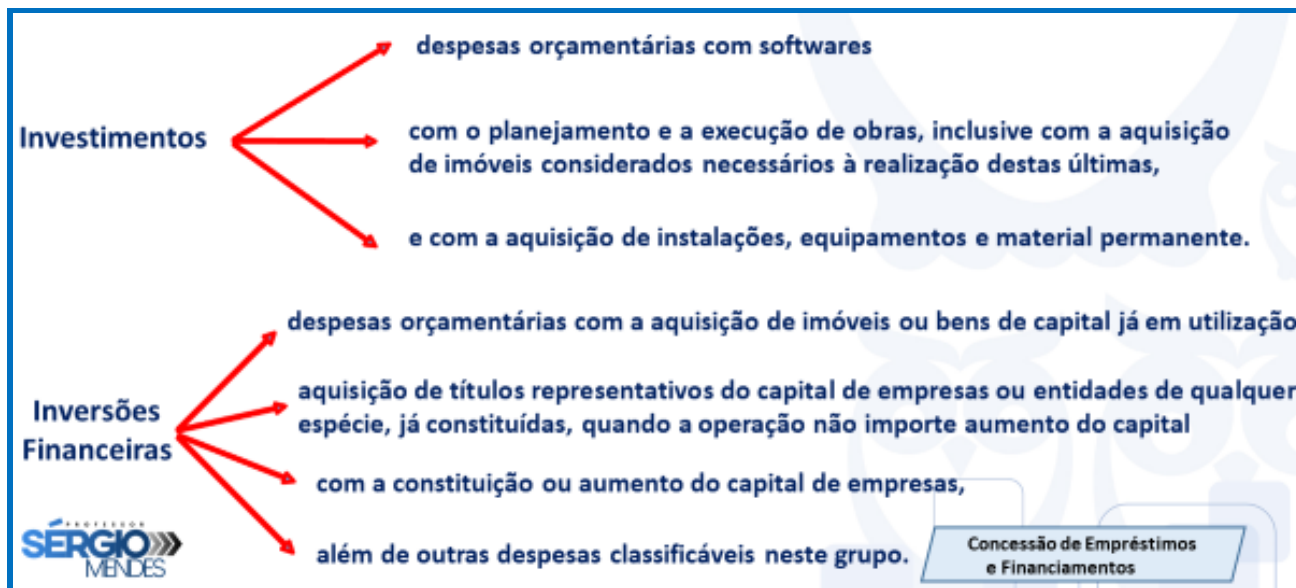 despesas orçamentárias com softwares
Investimentos
com o planejamento e a execução de obras, inclusive com a aquisição
de imóveis considerados necessários à realização destas últimas,
e com a aquisição de instalações, equipamentos e material permanente.
despesas orçamentárias com a aquisição de imóveis ou bens de capital já em utilização
Inversões
Financeiras
aquisição de títulos representativos do capital de empresas ou entidades de qualquer
espécie, já constituídas, quando a operação não importe aumento do capital
com a constituição ou aumento do capital de empresas,
além de outras despesas classificáveis neste grupo.
Concessão de Empréstimos
e Financiamentos
PROFESSOR
SÉRGIO
MENDES